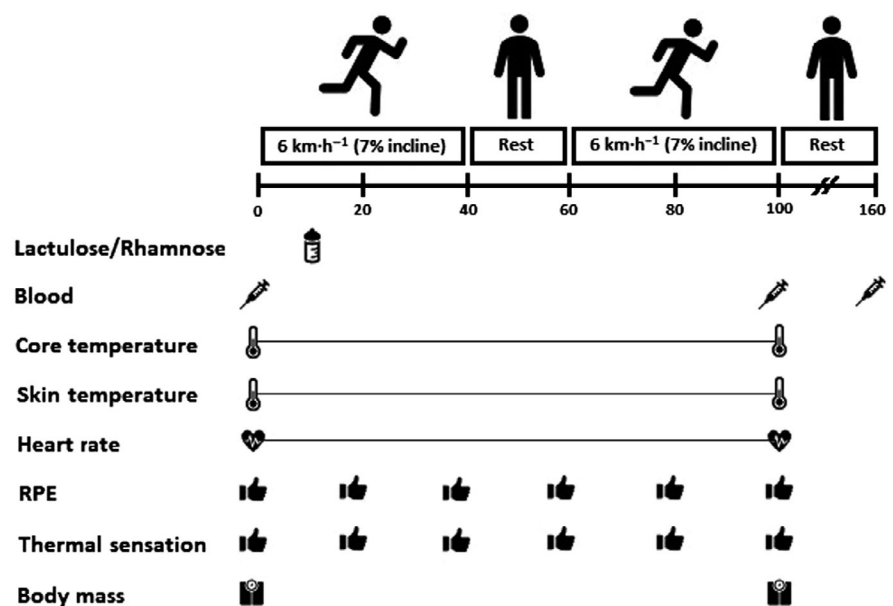 6 km·h⁻¹ (7% incline) Rest 6 km·h⁻¹ (7% incline) Rest
0 20 40 60 80 100 160
Lactulose/Rhamnose
Blood
Core temperature
Skin temperature
Heart rate
RPE
Thermal sensation
Body mass